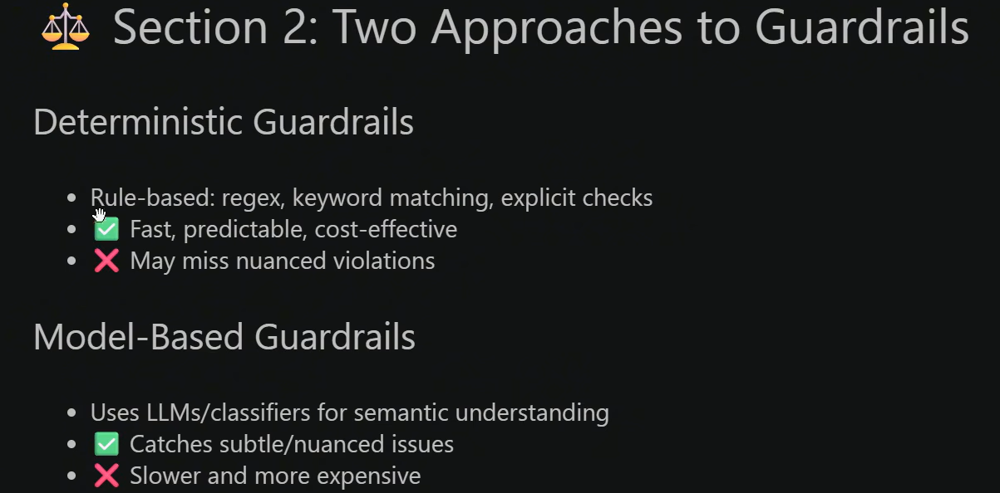 ⚖️ Section 2: Two Approaches to Guardrails
Deterministic Guardrails
• Rule-based: regex, keyword matching, explicit checks
• ✅ Fast, predictable, cost-effective
• ❌ May miss nuanced violations
Model-Based Guardrails
• Uses LLMs/classifiers for semantic understanding
• ✅ Catches subtle/nuanced issues
• ❌ Slower and more expensive